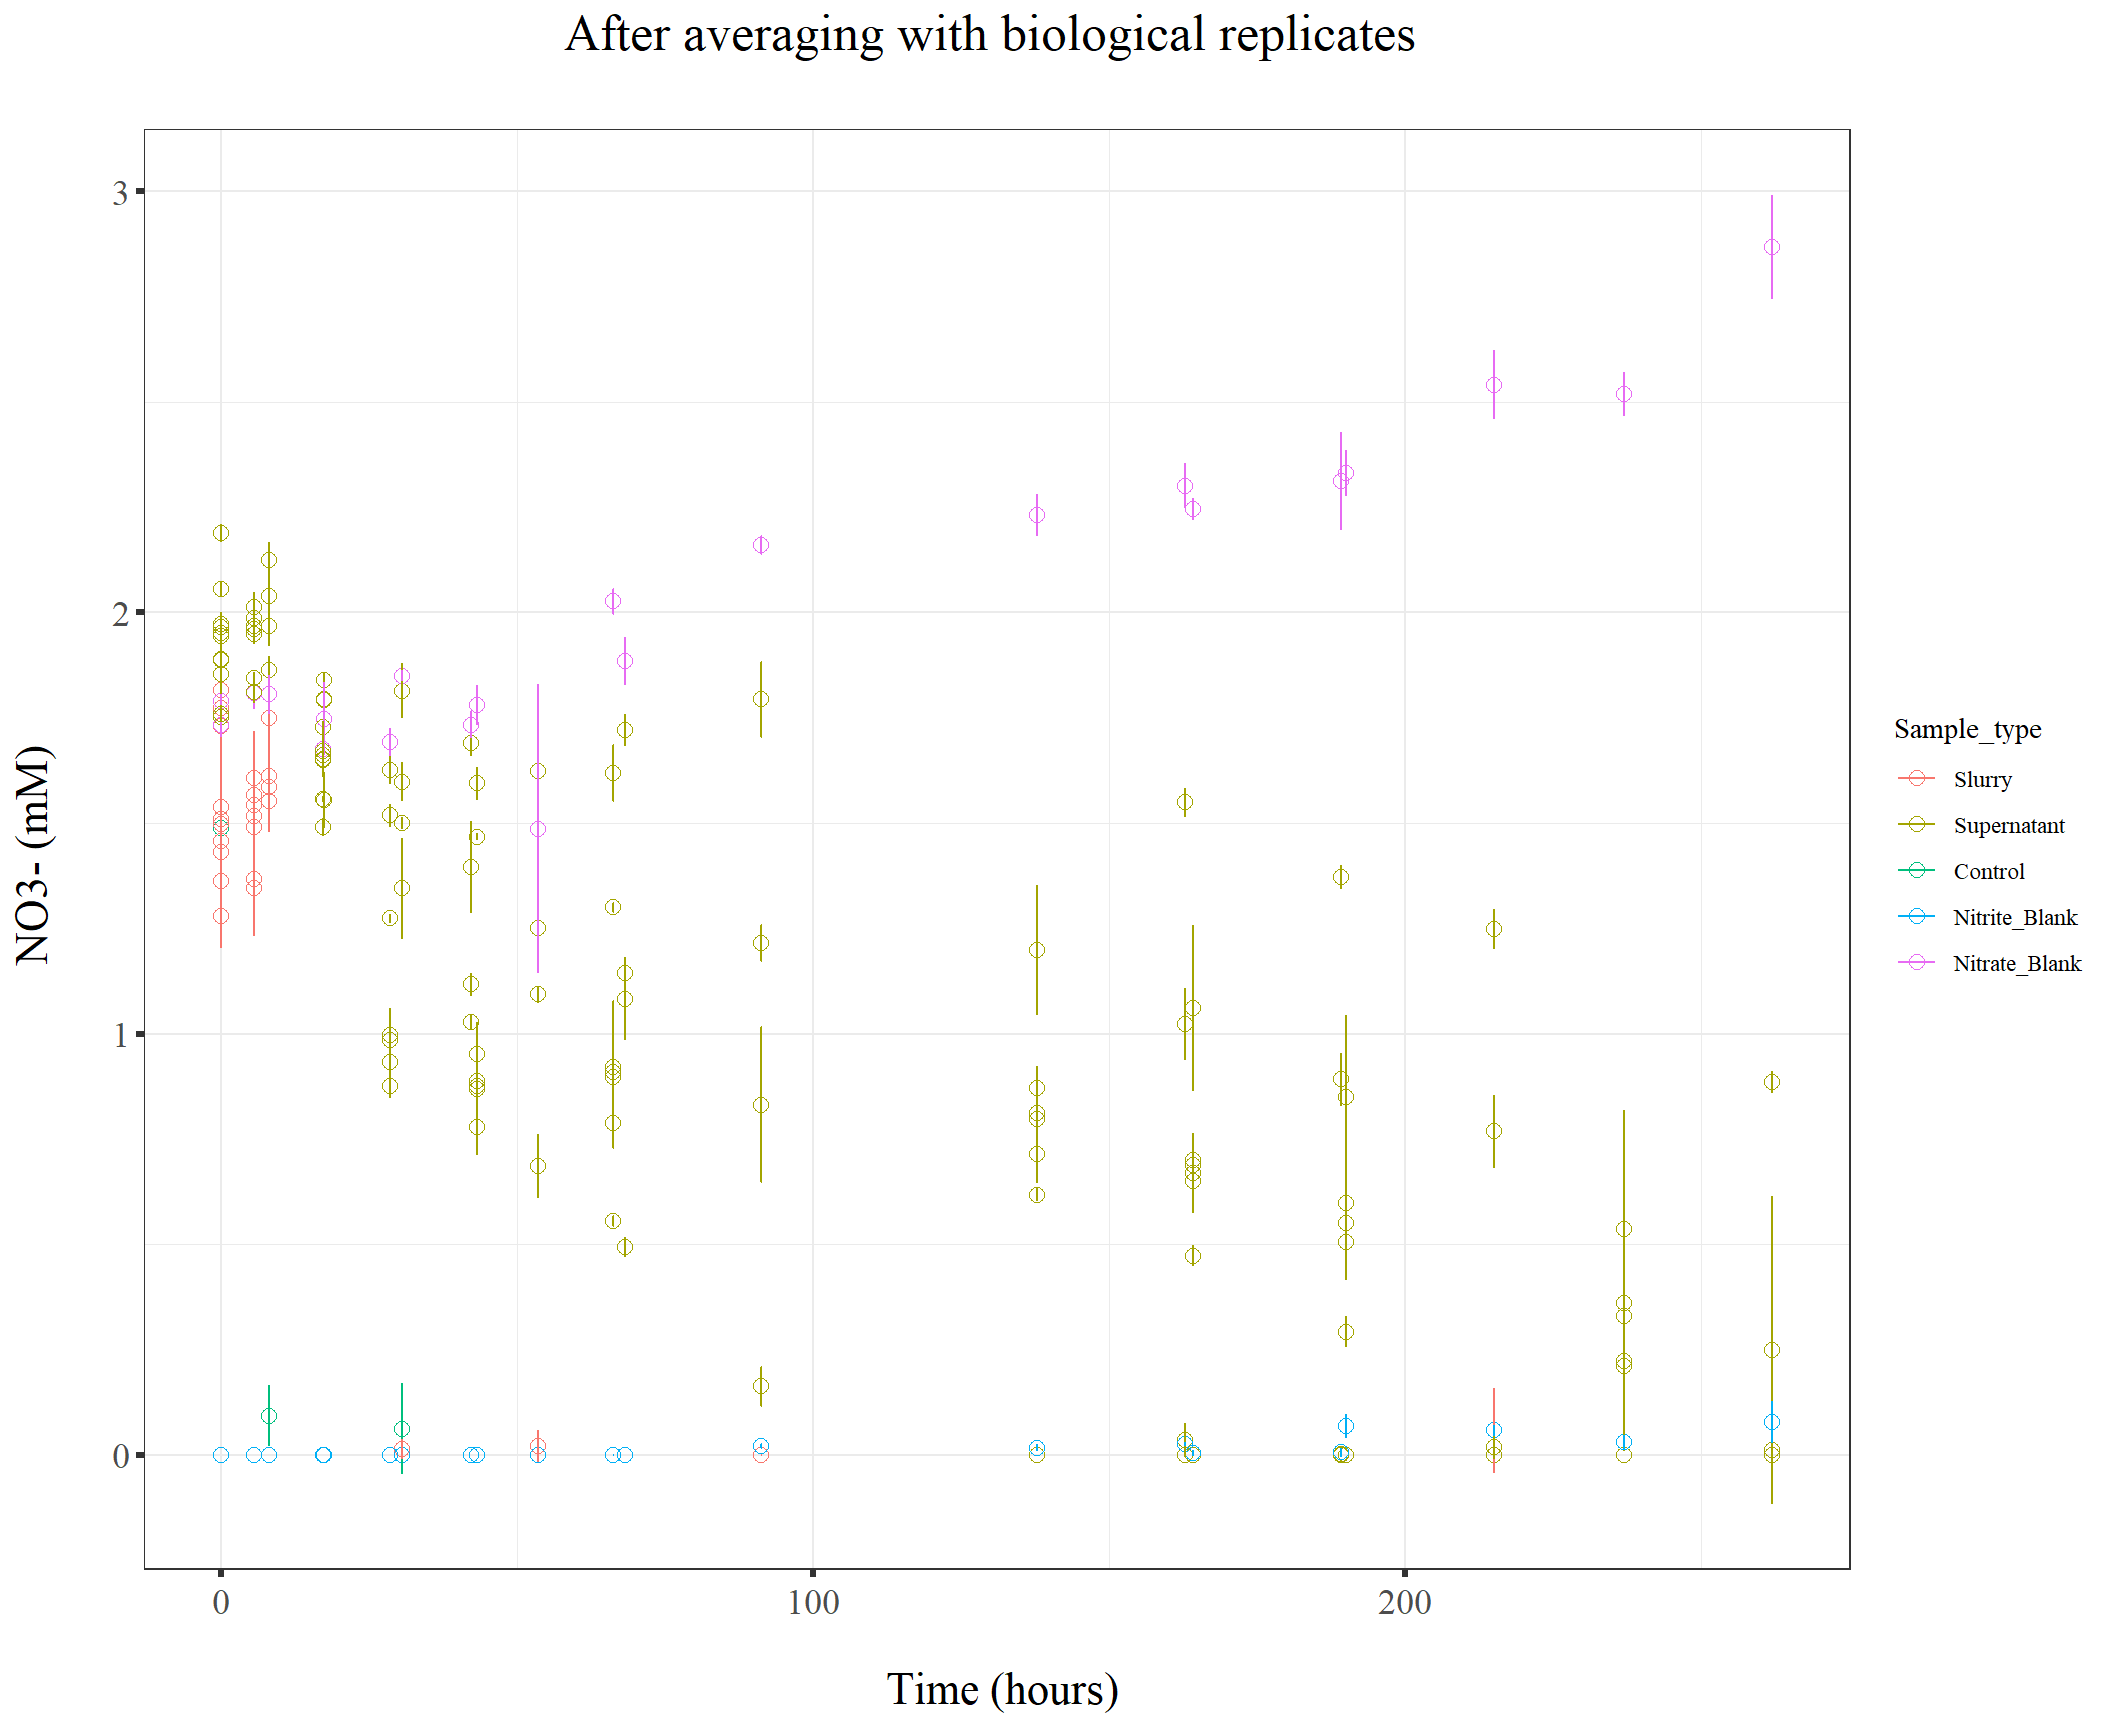 After averaging with biological replicates
NO3- (mM)
3
2
1
0
0 100 200
Time (hours)
Sample_type
Slurry
Supernatant
Control
Nitrite_Blank
Nitrate_Blank